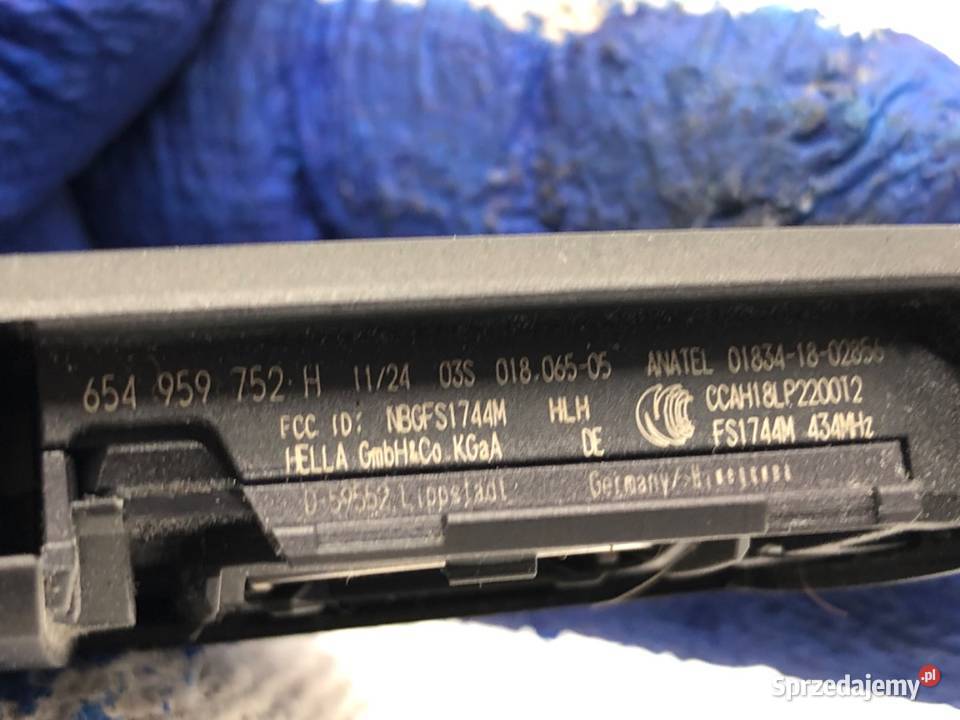 654 959 752 H 11/24 03S 018.065-05 ANATEL 01834-18-02856
FCC ID: NBGFS1744M HLH CCAH18LP2200T2
HELLA GmbH&Co.KGaA DE FS1744M 434MHz
D-59552 Lippstadt Germany/
Sprzedajemy.pl